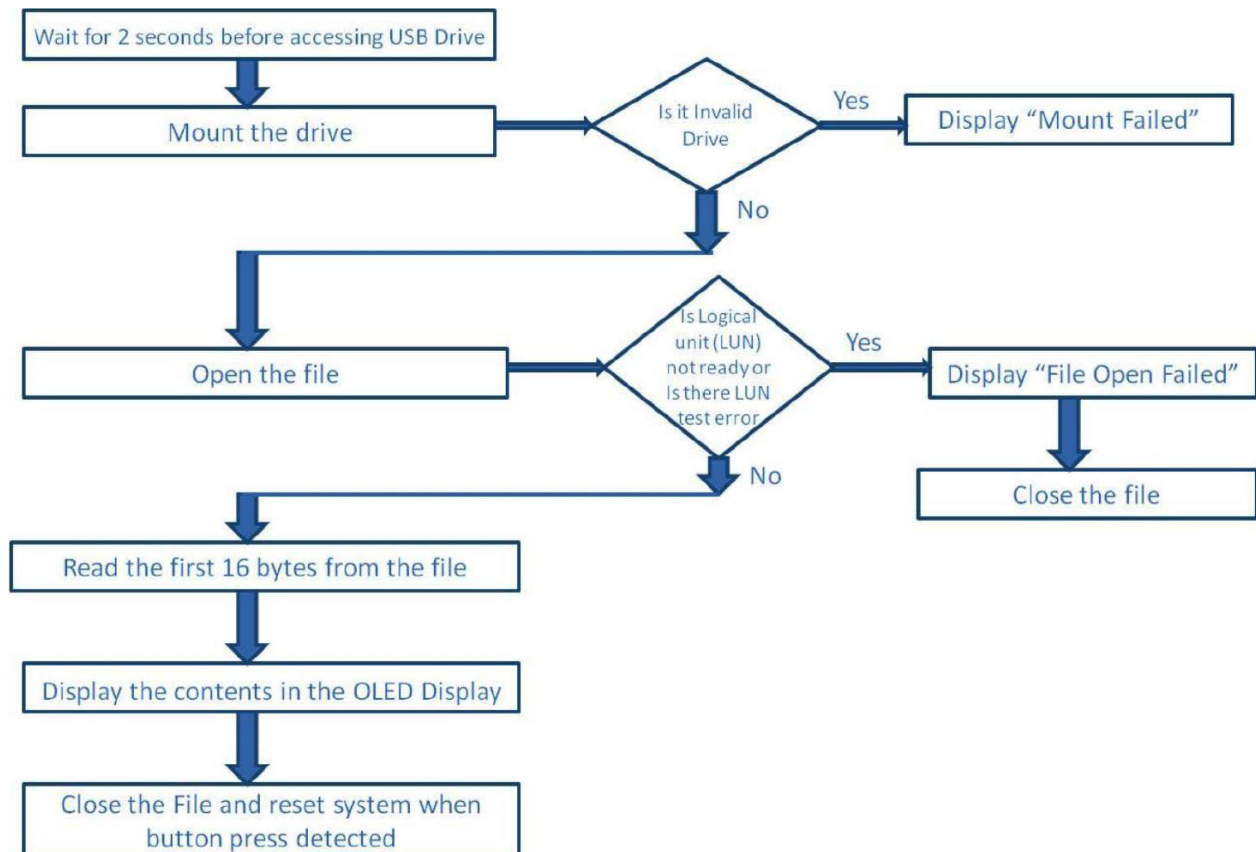 Wait for 2 seconds before accessing USB Drive
Mount the drive
Is it Invalid
Drive
Yes
Display “Mount Failed”
No
Open the file
Is Logical
unit (LUN)
not ready or
Is there LUN
test error
Yes
Display “File Open Failed”
No
Close the file
Read the first 16 bytes from the file
Display the contents in the OLED Display
Close the File and reset system when
button press detected